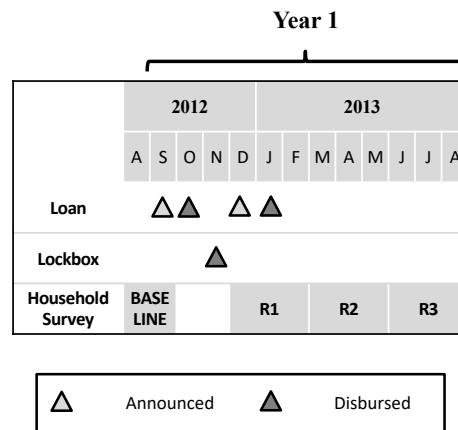 Year 1
2012 2013
A S O N D J F M A M J J A
Loan
Lockbox
Household Survey BASE LINE R1 R2 R3
Announced Disbursed